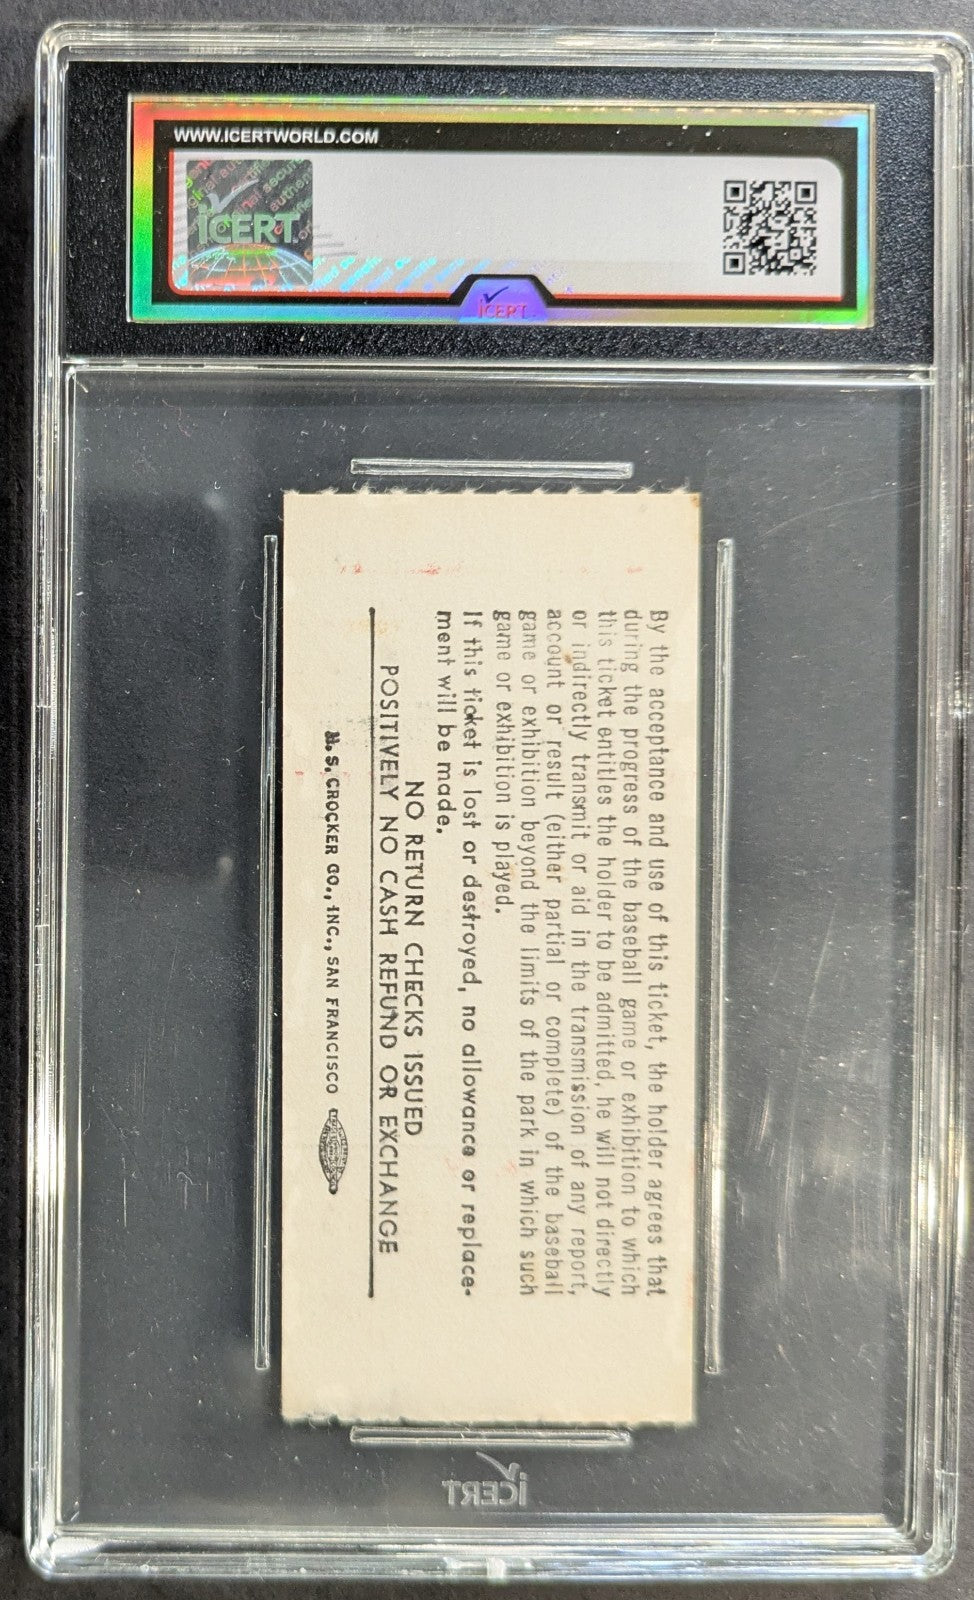 WWW.ICERTWORLD.COM
iCERT
iCERT
By the acceptance and use of this ticket, the holder agrees that
during the progress of the baseball game or exhibition to which
this ticket entitles the holder to be admitted, he will not directly
or indirectly transmit or aid in the transmission of any report,
account or result (either partial or complete) of the baseball
game or exhibition beyond the limits of the park in which such
game or exhibition is played.
If this ticket is lost or destroyed, no allowance or replace-
ment will be made.
NO RETURN CHECKS ISSUED
POSITIVELY NO CASH REFUND OR EXCHANGE
H. S. CROCKER CO., INC., SAN FRANCISCO
iCERT